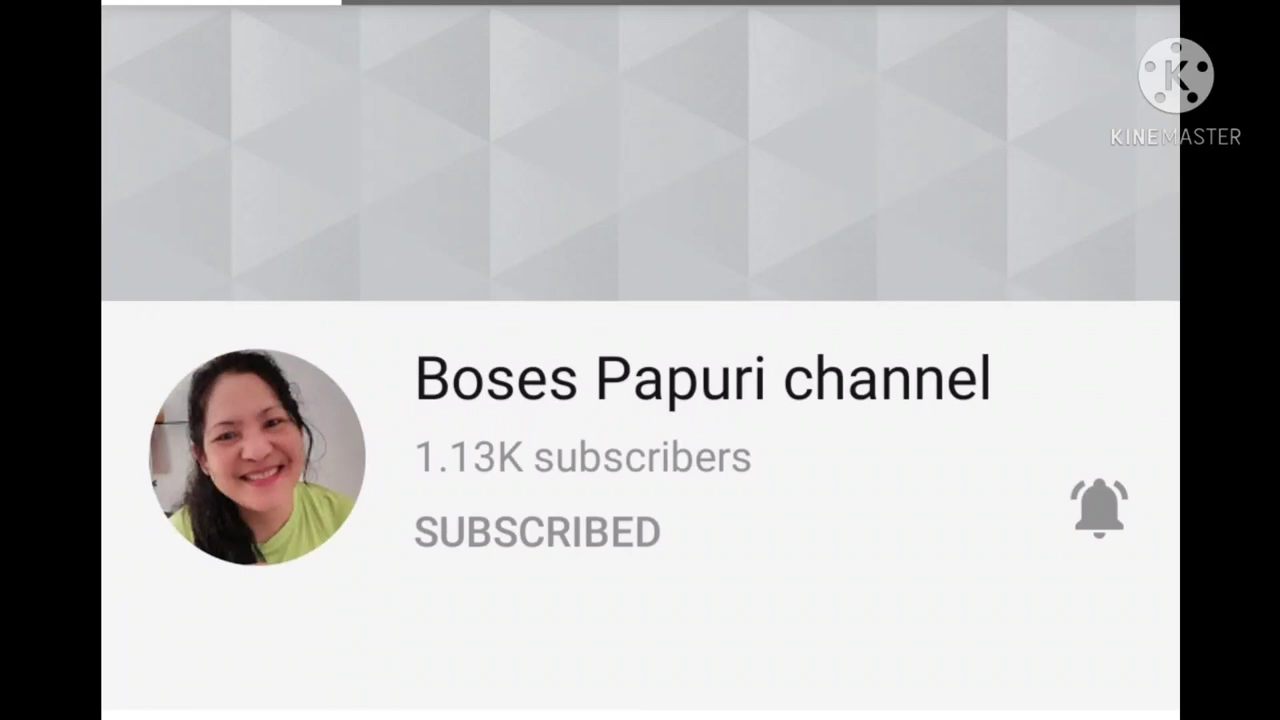 K
KINEMASTER
Boses Papuri channel
1.13K subscribers
SUBSCRIBED